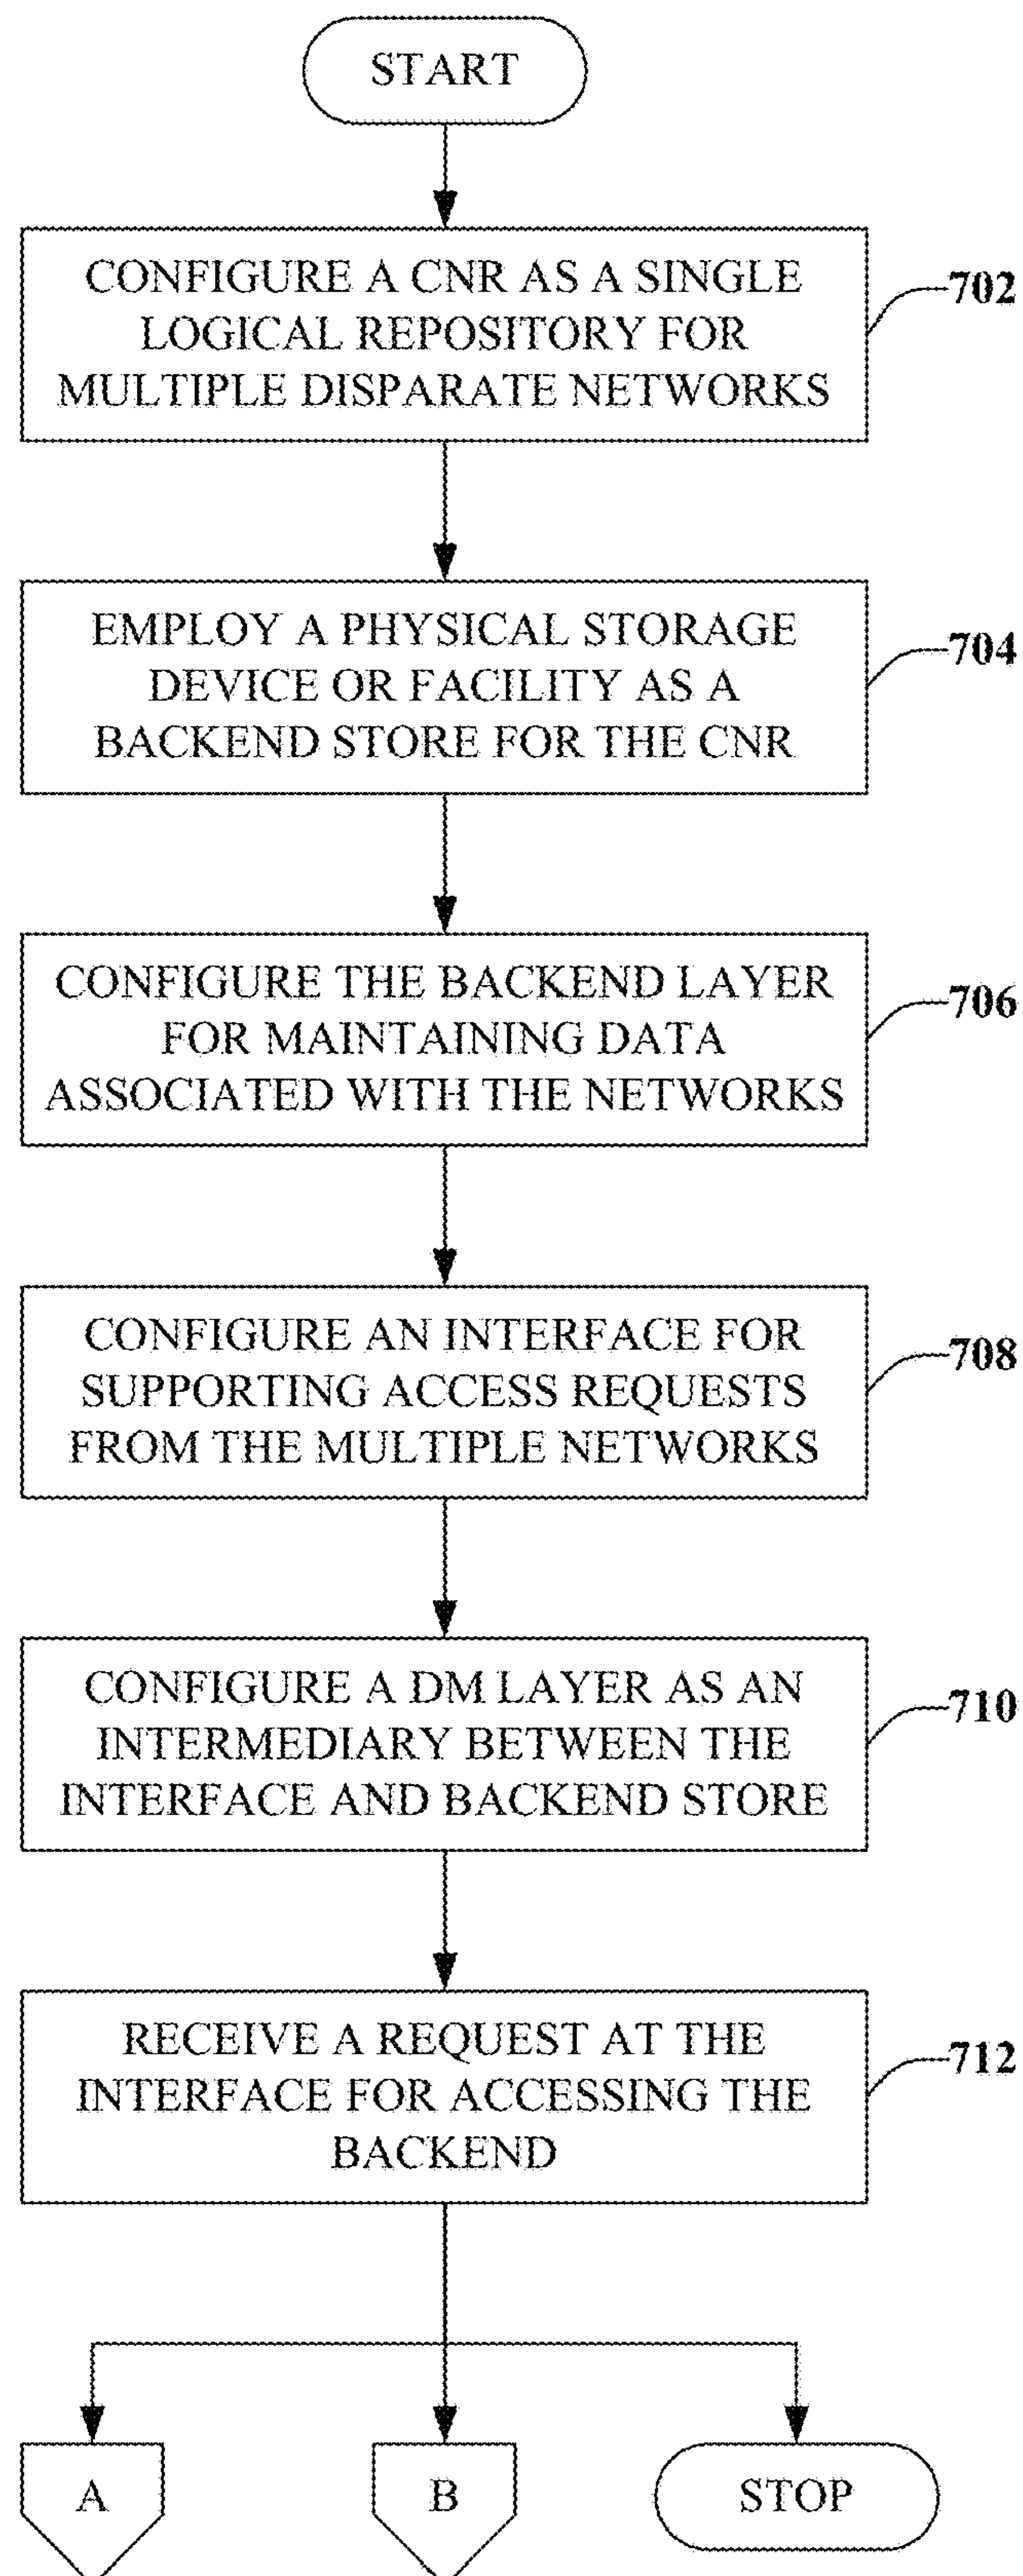 START
CONFIGURE A CNR AS A SINGLE
LOGICAL REPOSITORY FOR
MULTIPLE DISPARATE NETWORKS
702
EMPLOY A PHYSICAL STORAGE
DEVICE OR FACILITY AS A
BACKEND STORE FOR THE CNR
704
CONFIGURE THE BACKEND LAYER
FOR MAINTAINING DATA
ASSOCIATED WITH THE NETWORKS
706
CONFIGURE AN INTERFACE FOR
SUPPORTING ACCESS REQUESTS
FROM THE MULTIPLE NETWORKS
708
CONFIGURE A DM LAYER AS AN
INTERMEDIARY BETWEEN THE
INTERFACE AND BACKEND STORE
710
RECEIVE A REQUEST AT THE
INTERFACE FOR ACCESSING THE
BACKEND
712
A
B
STOP